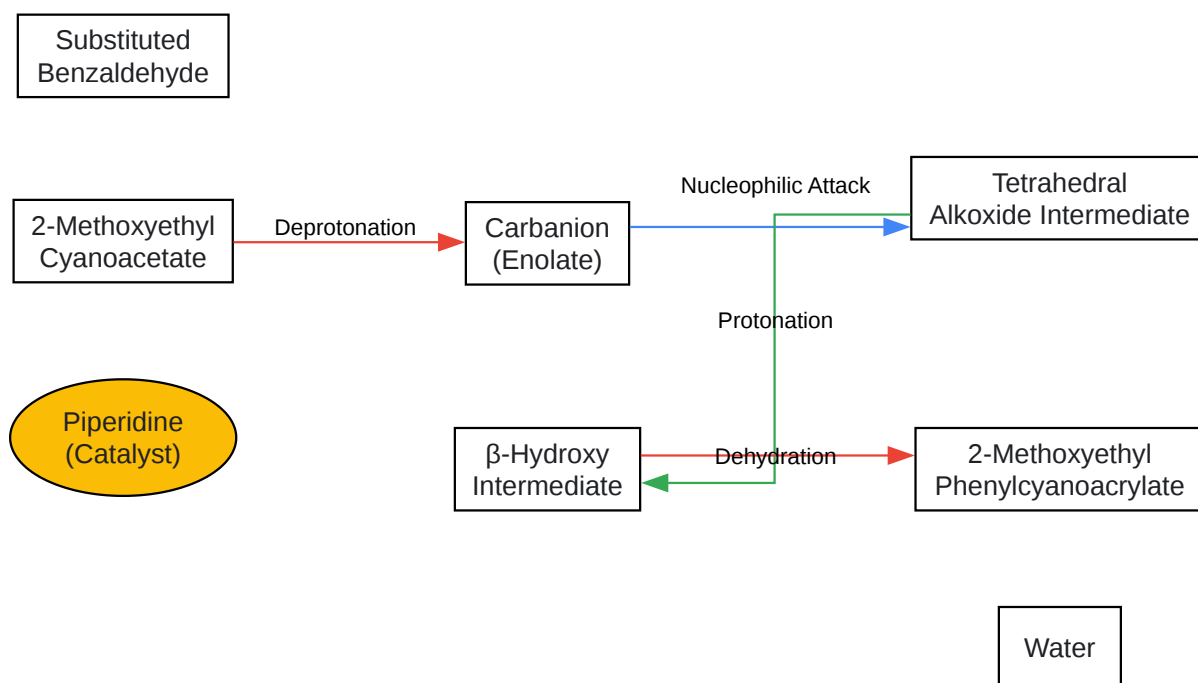 Substituted
Benzaldehyde
Nucleophilic Attack
Tetrahedral
Alkoxide Intermediate
2-Methoxyethyl
Cyanoacetate
Deprotonation
Carbanion
(Enolate)
Protonation
Piperidine
(Catalyst)
β-Hydroxy
Intermediate
Dehydration
2-Methoxyethyl
Phenylcyanoacrylate
Water